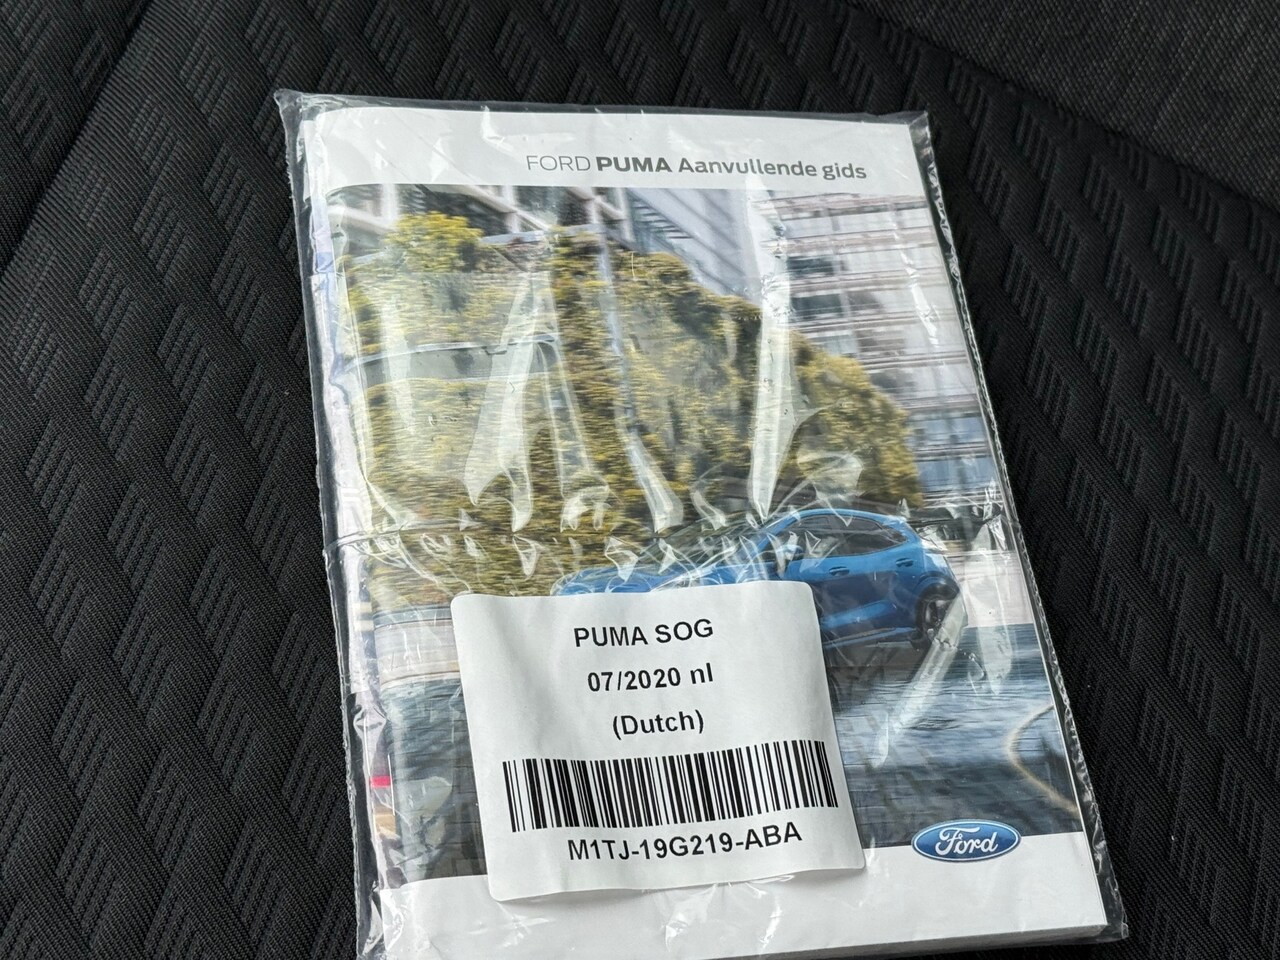 FORD PUMA Aanvullende gids
PUMA SOG
07/2020 nl
(Dutch)
M1TJ-19G219-ABA
Ford